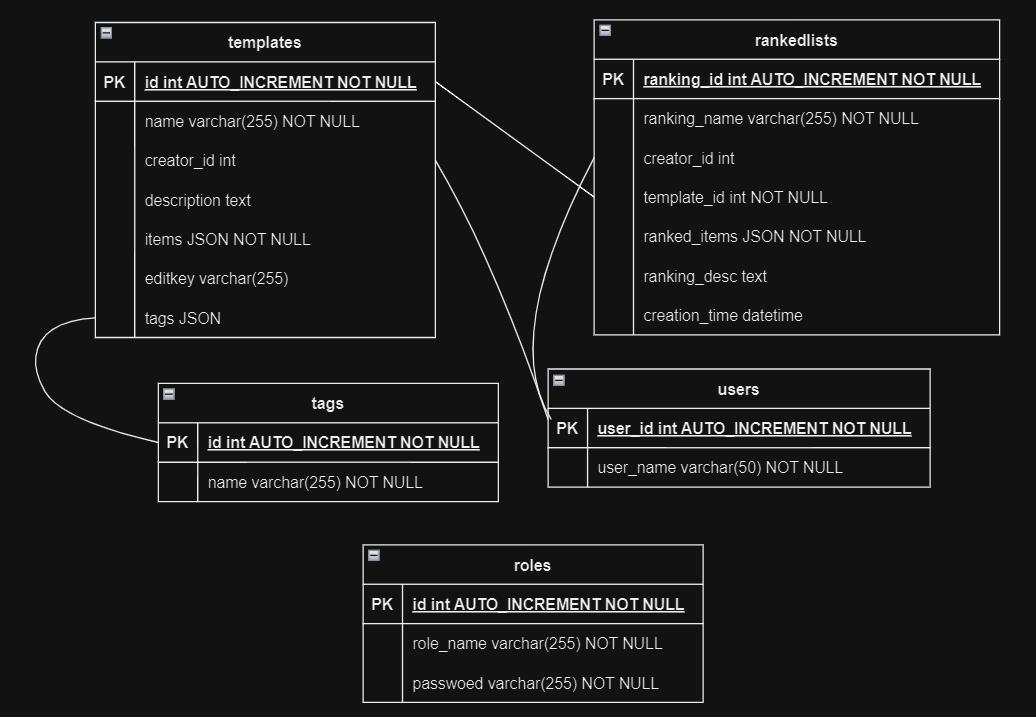 templates
PK id int AUTO_INCREMENT NOT NULL
name varchar(255) NOT NULL
creator_id int
description text
items JSON NOT NULL
editkey varchar(255)
tags JSON
rankedlists
PK ranking_id int AUTO_INCREMENT NOT NULL
ranking_name varchar(255) NOT NULL
creator_id int
template_id int NOT NULL
ranked_items JSON NOT NULL
ranking_desc text
creation_time datetime
tags
PK id int AUTO_INCREMENT NOT NULL
name varchar(255) NOT NULL
users
PK user_id int AUTO_INCREMENT NOT NULL
user_name varchar(50) NOT NULL
roles
PK id int AUTO_INCREMENT NOT NULL
role_name varchar(255) NOT NULL
passwoed varchar(255) NOT NULL